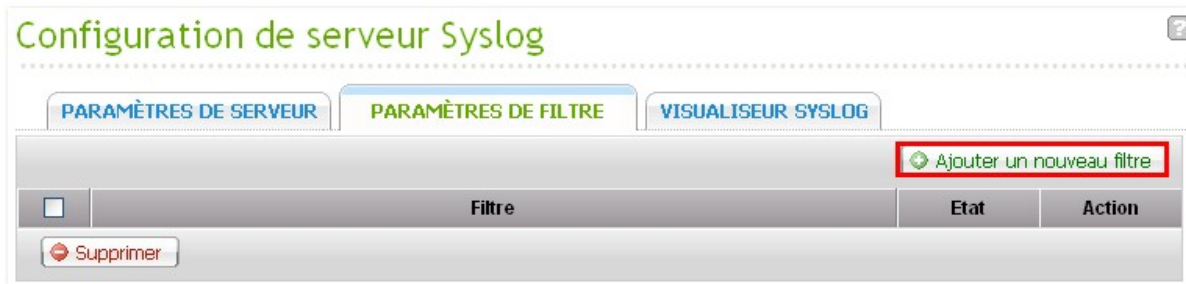 Configuration de serveur Syslog
?
PARAMÈTRES DE SERVEUR
PARAMÈTRES DE FILTRE
VISUALISEUR SYSLOG
Ajouter un nouveau filtre
Filtre Etat Action
Supprimer